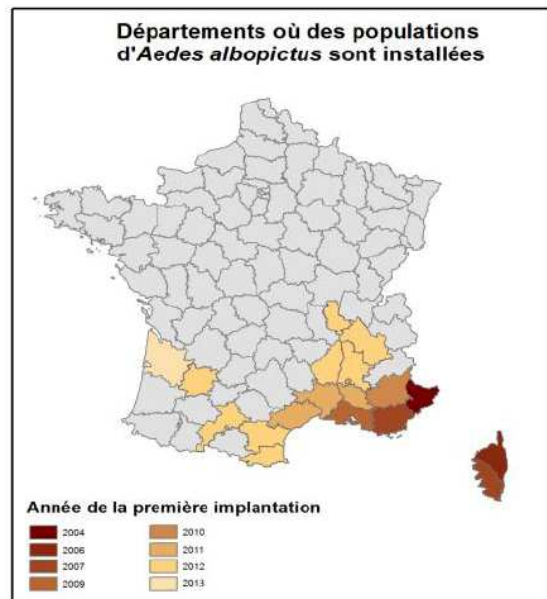 Départements où des populations
d'Aedes albopictus sont installées
Année de la première implantation
2004
2006
2007
2009
2010
2011
2012
2013